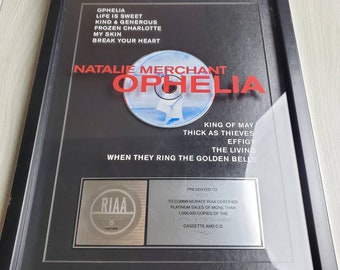 OPHELIA
LIFE IS SWEET
KIND & GENEROUS
FROZEN CHARLOTTE
MY SKIN
BREAK YOUR HEART
NATALIE MERCHANT
OPHELIA
KING OF MAY
THICK AS THIEVES
EFFIGY
THE LIVING
WHEN THEY RING THE GOLDEN BELLS
RIAA
PRESENTED TO
TO COMMEMORATE RIAA CERTIFIED
PLATINUM SALES OF MORE THAN
1,000,000 COPIES OF THE
CASSETTE AND C.D.